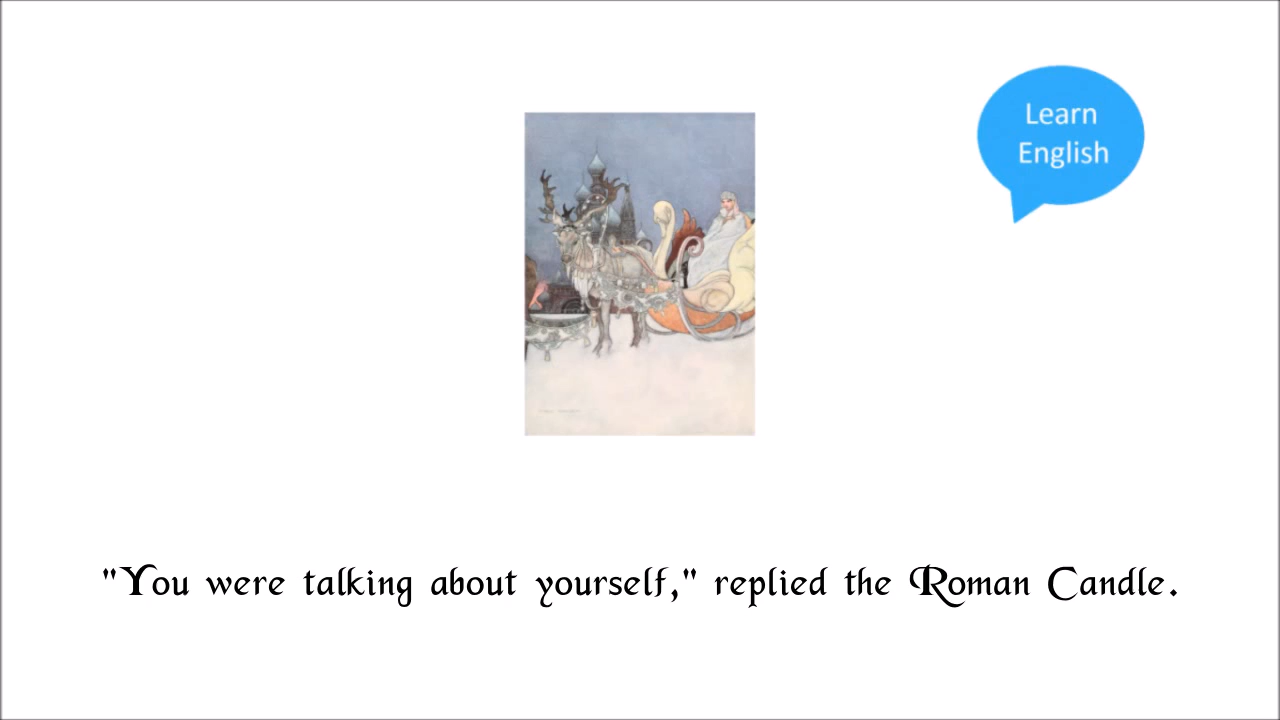 Learn
English
"You were talking about yourself," replied the Roman Candle.